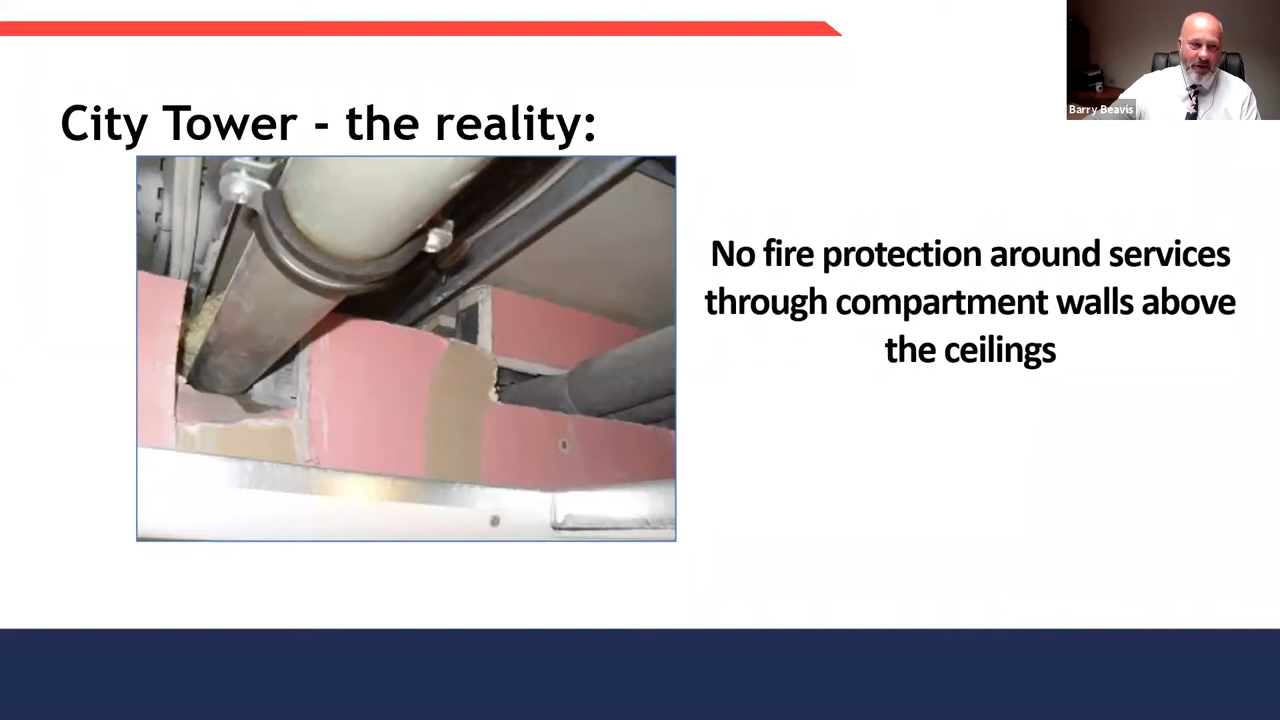 Barry Beavis
City Tower - the reality:
No fire protection around services
through compartment walls above
the ceilings